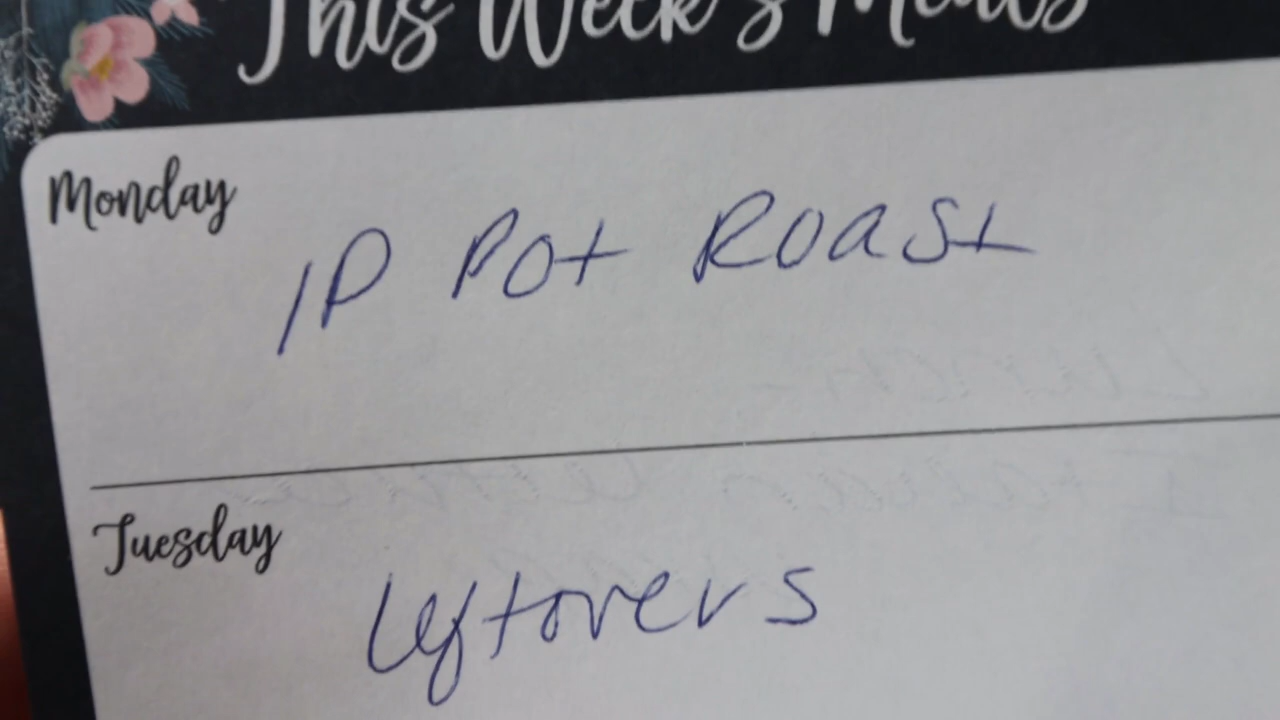 This Week's Meals
Monday
IP Pot Roast
Tuesday
Leftovers